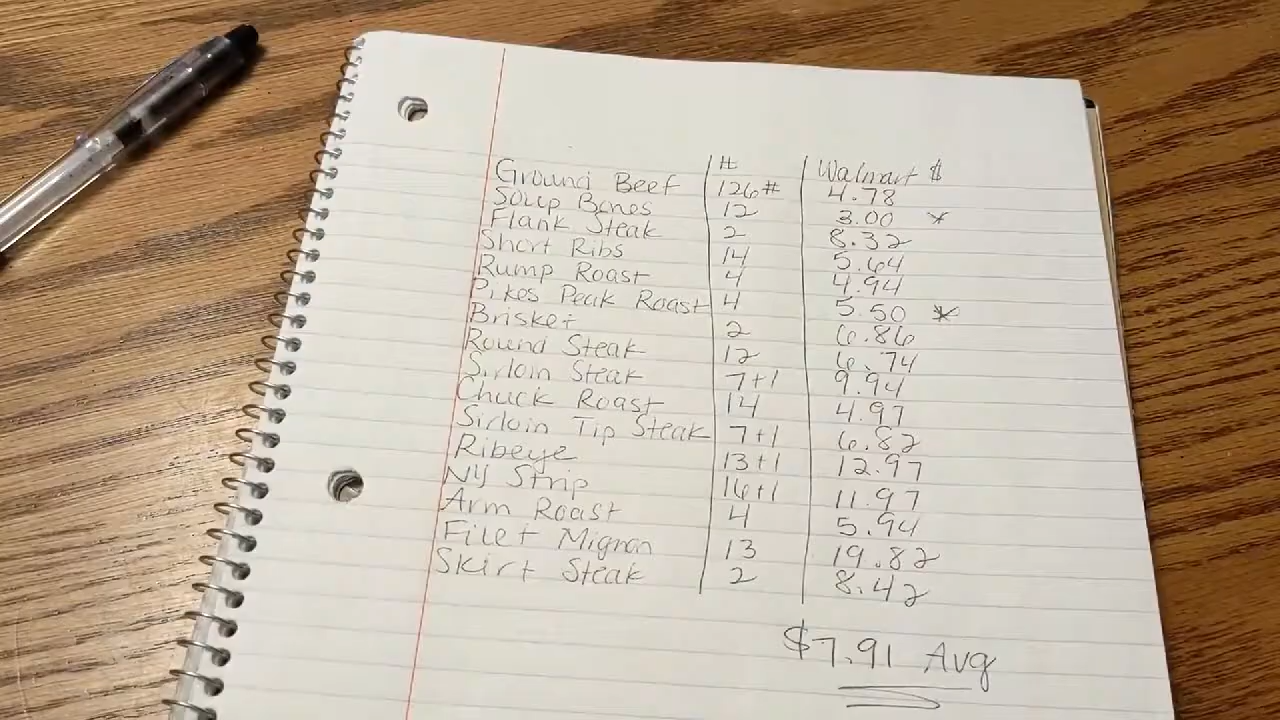 # Walmart $
Ground Beef 126# 4.78
Soup Bones 12 3.00 *
Flank Steak 2 8.32
Short Ribs 14 5.64
Rump Roast 4 4.94
Pikes Peak Roast 4 5.50 *
Brisket 2 6.86
Round Steak 12 6.74
Sirloin Steak 7+1 9.94
Chuck Roast 14 4.97
Sirloin Tip Steak 7+1 6.82
Ribeye 13+1 12.97
NY Strip 16+1 11.97
Arm Roast 4 5.94
Filet Mignon 13 19.82
Skirt Steak 2 8.42
$7.91 Avg